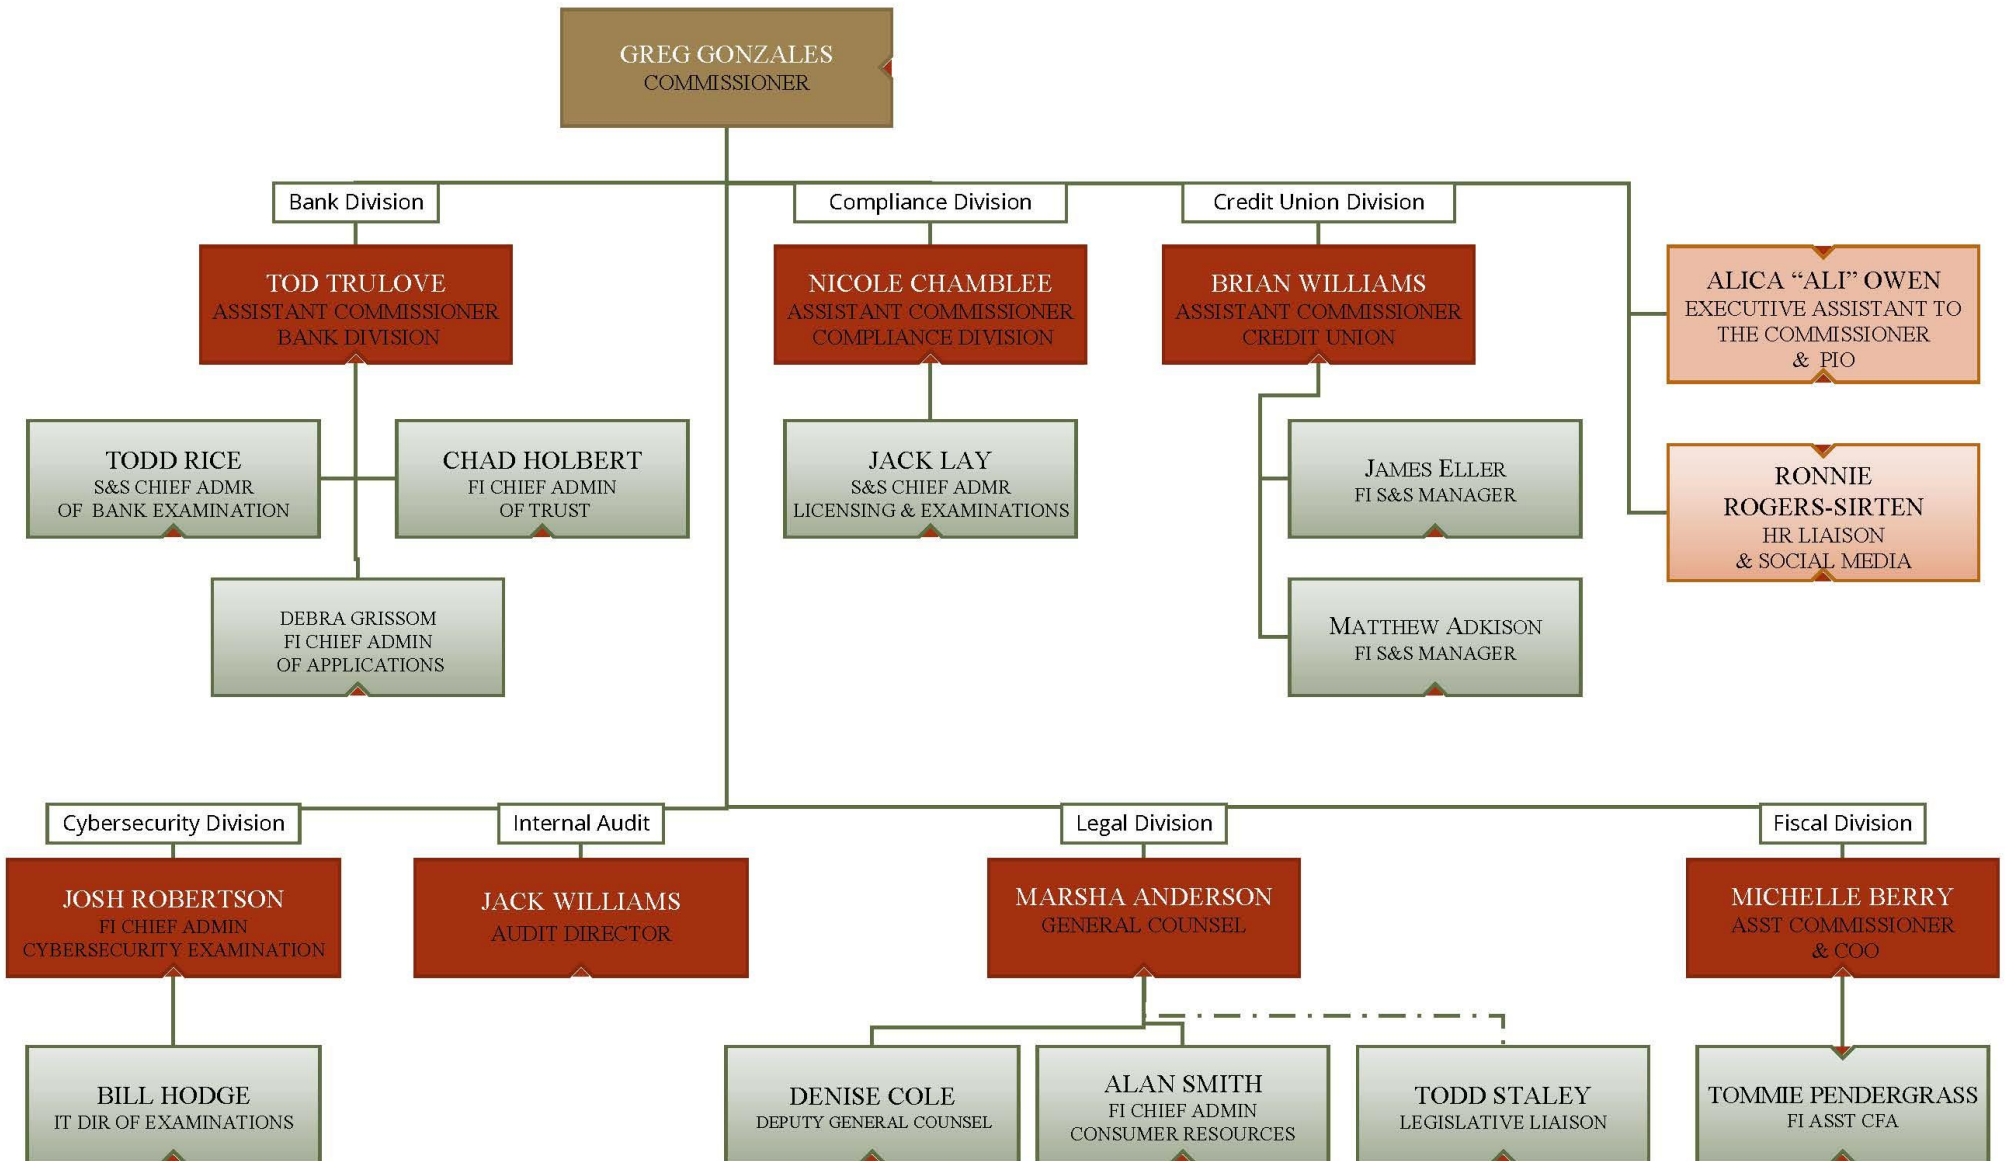 GREG GONZALES
COMMISSIONER
Bank Division
Compliance Division
Credit Union Division
TOD TRULOVE
ASSISTANT COMMISSIONER
BANK DIVISION
NICOLE CHAMBLEE
ASSISTANT COMMISSIONER
COMPLIANCE DIVISION
BRIAN WILLIAMS
ASSISTANT COMMISSIONER
CREDIT UNION
ALICA “ALI” OWEN
EXECUTIVE ASSISTANT TO
THE COMMISSIONER
& PIO
TODD RICE
S&S CHIEF ADMR
OF BANK EXAMINATION
CHAD HOLBERT
FI CHIEF ADMIN
OF TRUST
JACK LAY
S&S CHIEF ADMR
LICENSING & EXAMINATIONS
JAMES ELLER
FI S&S MANAGER
RONNIE
ROGERS-SIRTEN
HR LIAISON
& SOCIAL MEDIA
DEBRA GRISSOM
FI CHIEF ADMIN
OF APPLICATIONS
MATTHEW ADKISON
FI S&S MANAGER
Cybersecurity Division
Internal Audit
Legal Division
Fiscal Division
JOSH ROBERTSON
FI CHIEF ADMIN
CYBERSECURITY EXAMINATION
JACK WILLIAMS
AUDIT DIRECTOR
MARSHA ANDERSON
GENERAL COUNSEL
MICHELLE BERRY
ASST COMMISSIONER
& COO
BILL HODGE
IT DIR OF EXAMINATIONS
DENISE COLE
DEPUTY GENERAL COUNSEL
ALAN SMITH
FI CHIEF ADMIN
CONSUMER RESOURCES
TODD STALEY
LEGISLATIVE LIAISON
TOMMIE PENDERGRASS
FI ASST CFA